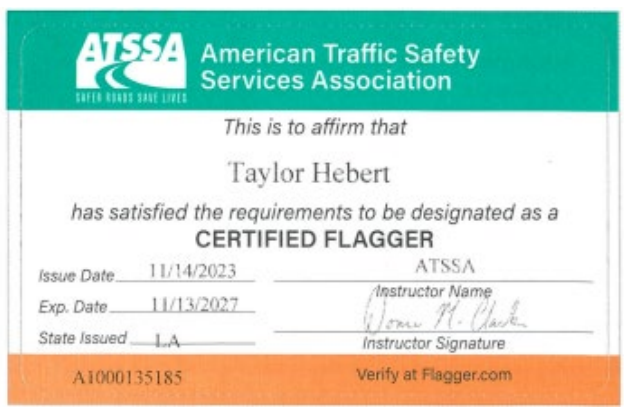 ATSSA
SAFER ROADS SAVE LIVES
American Traffic Safety
Services Association
This is to affirm that
Taylor Hebert
has satisfied the requirements to be designated as a
CERTIFIED FLAGGER
Issue Date 11/14/2023
ATSSA
Instructor Name
Exp. Date 11/13/2027
State Issued LA
Instructor Signature
A1000135185
Verify at Flagger.com